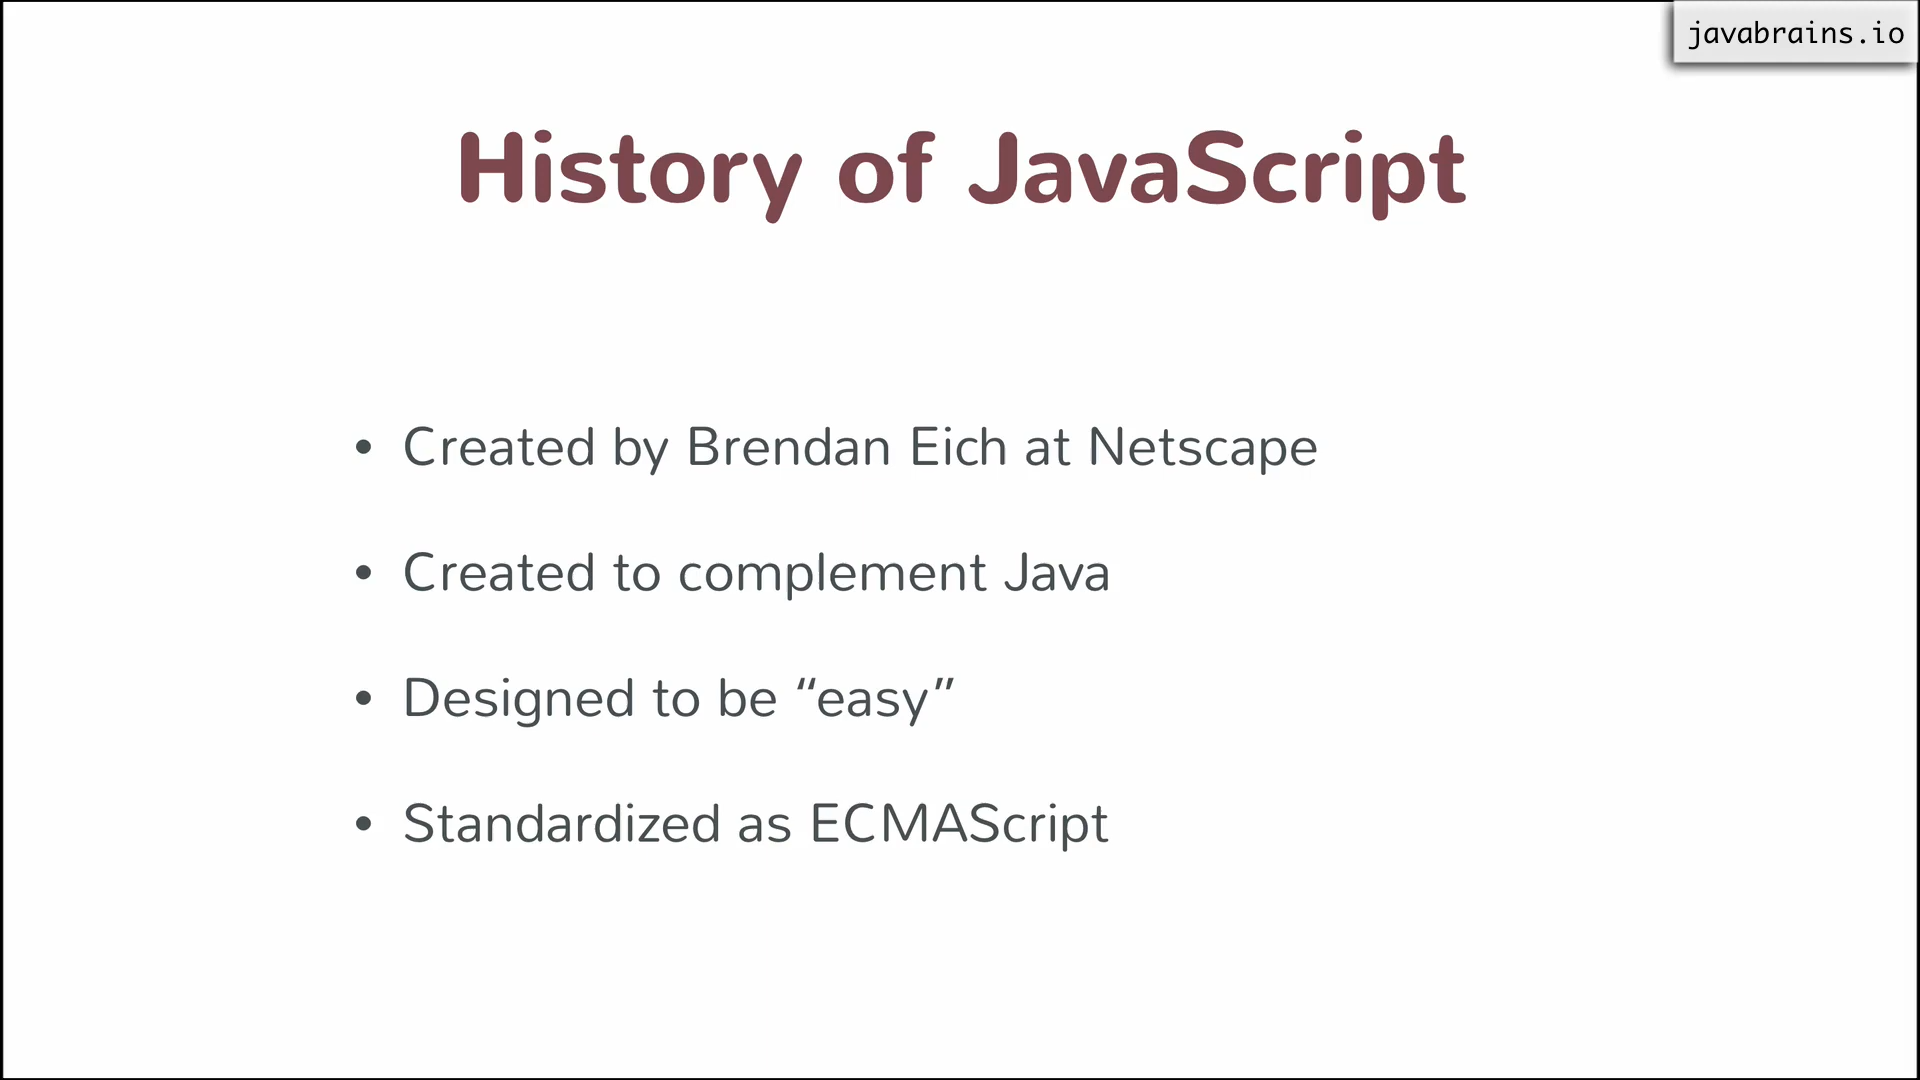 javabrains.io
History of JavaScript
• Created by Brendan Eich at Netscape
• Created to complement Java
• Designed to be “easy”
• Standardized as ECMAScript